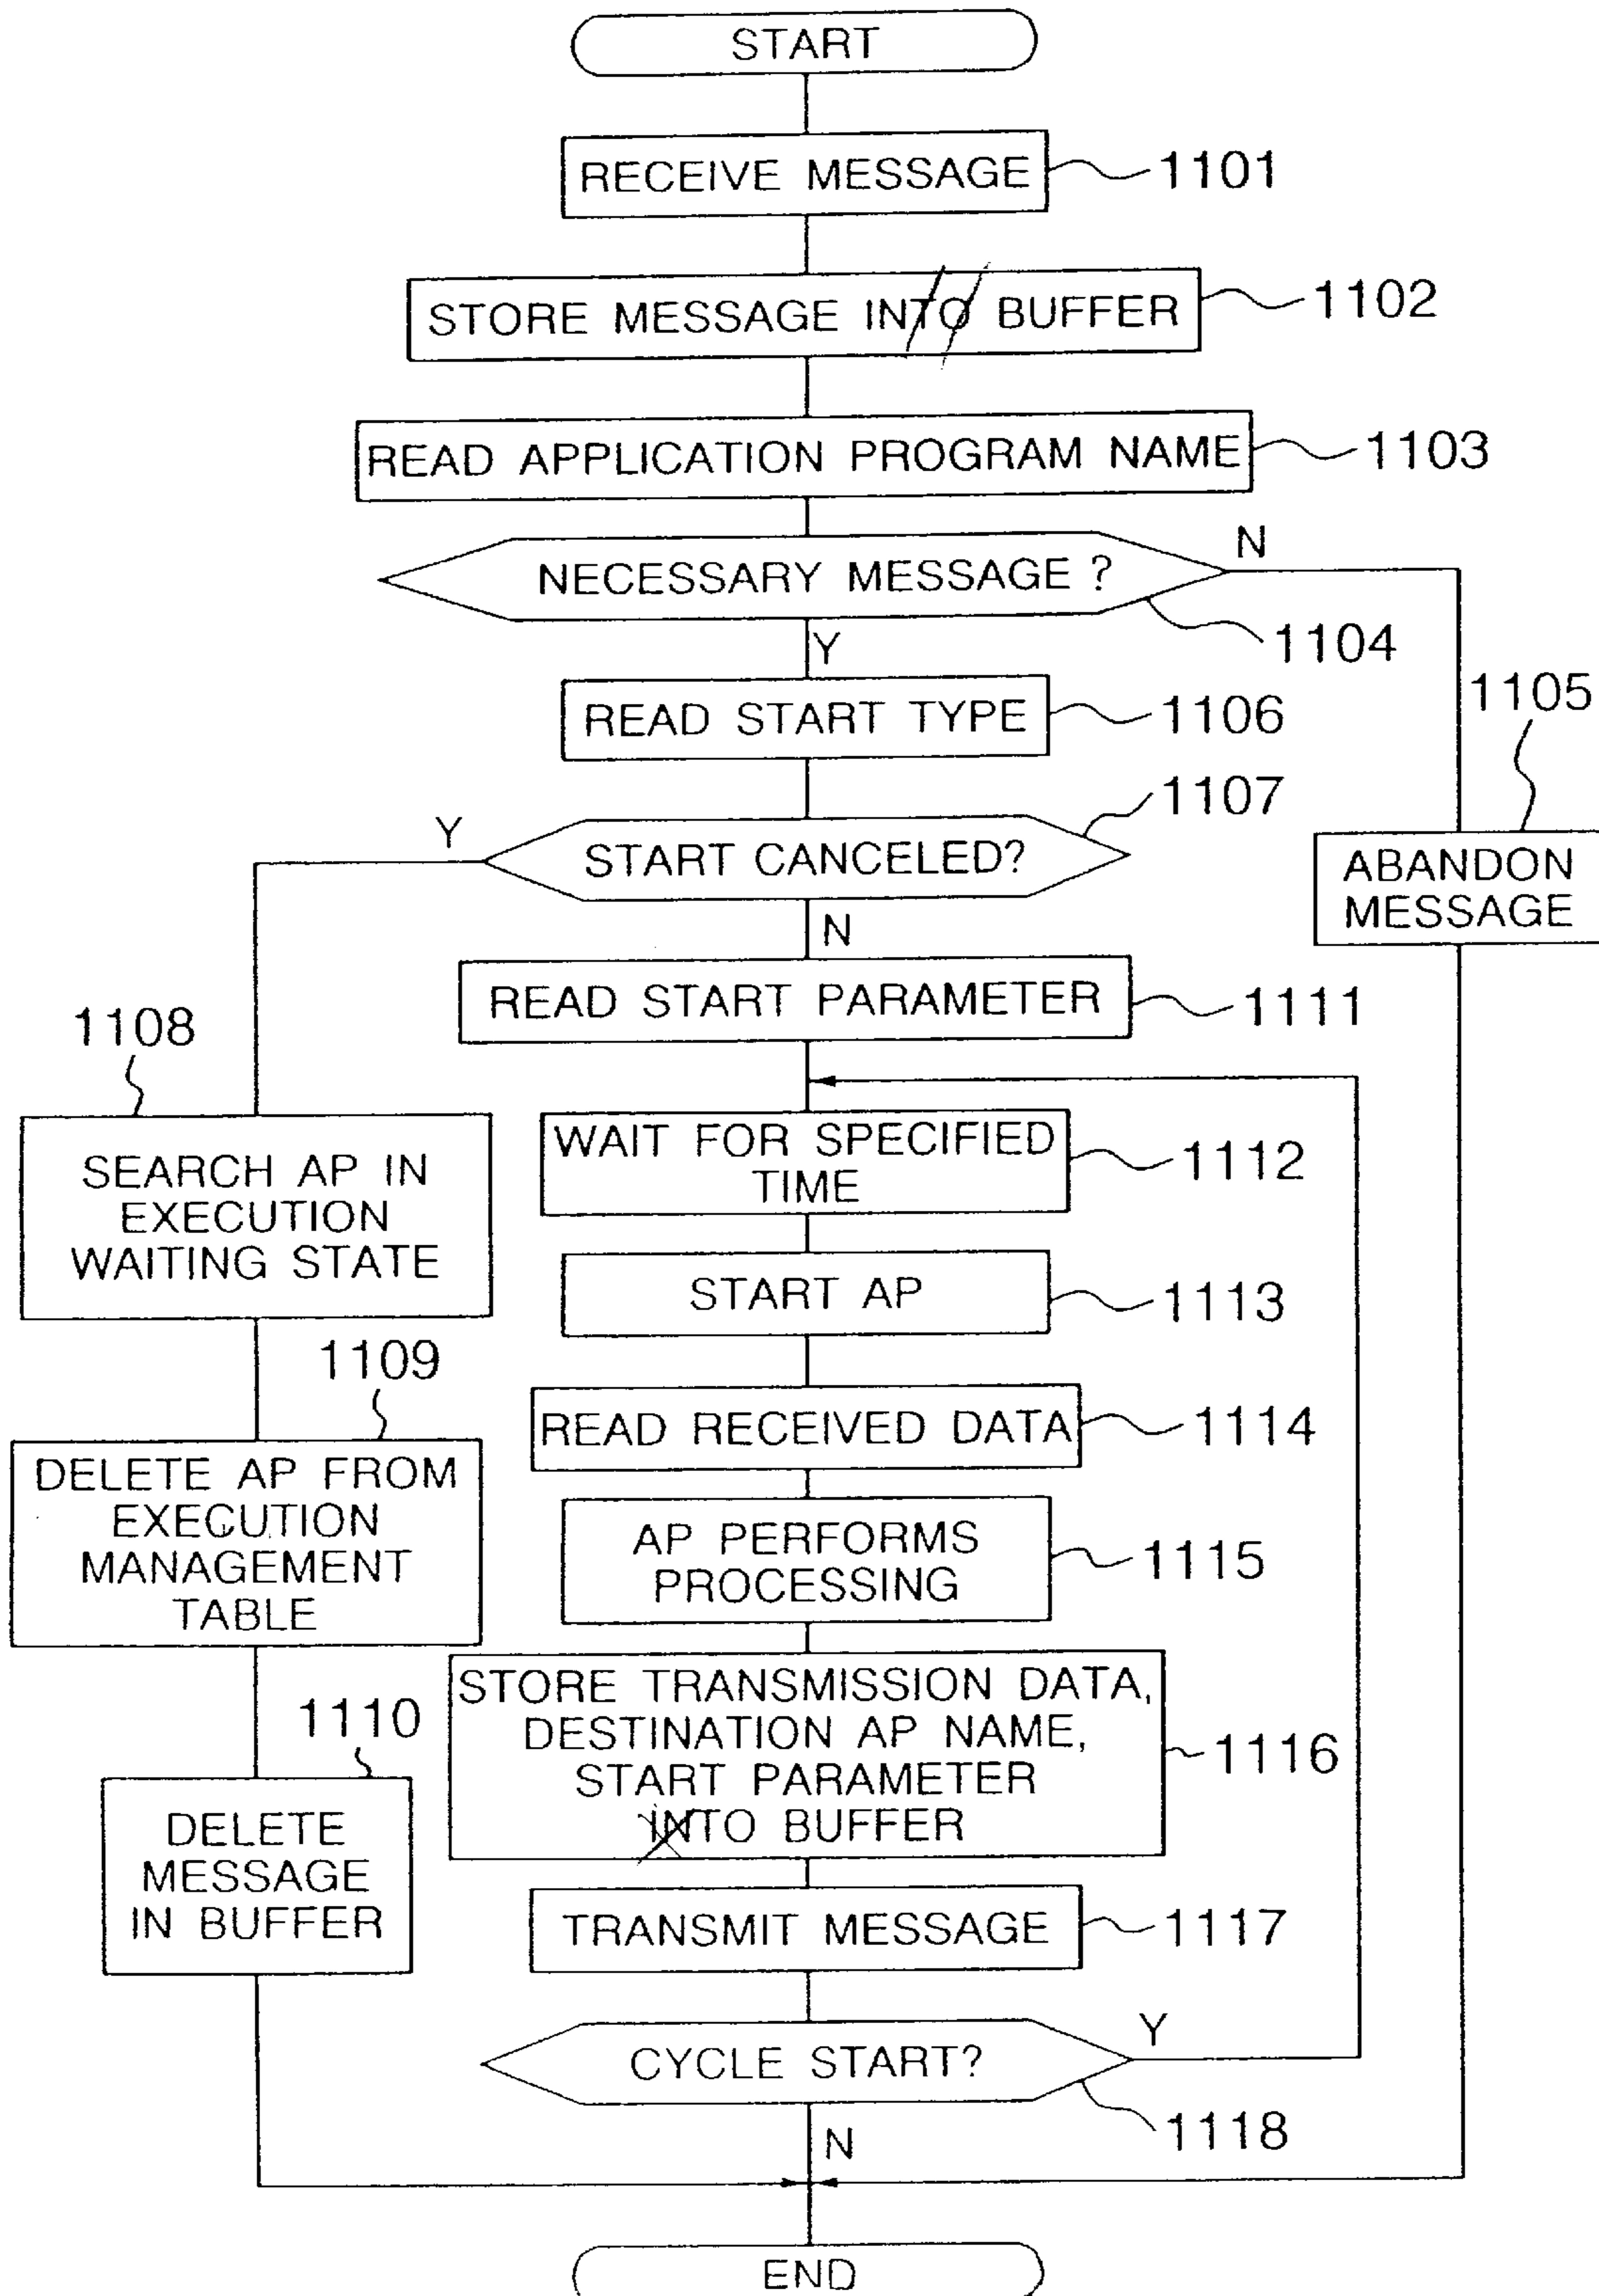 START
RECEIVE MESSAGE
1101
STORE MESSAGE INTO BUFFER
1102
READ APPLICATION PROGRAM NAME
1103
NECESSARY MESSAGE ?
N
1104
Y
READ START TYPE
1106
1105
1107
Y
START CANCELED?
ABANDON
MESSAGE
N
READ START PARAMETER
1111
1108
SEARCH AP IN
EXECUTION
WAITING STATE
WAIT FOR SPECIFIED
TIME
1112
START AP
1113
1109
DELETE AP FROM
EXECUTION
MANAGEMENT
TABLE
READ RECEIVED DATA
1114
AP PERFORMS
PROCESSING
1115
STORE TRANSMISSION DATA,
DESTINATION AP NAME,
START PARAMETER
INTO BUFFER
1116
1110
DELETE
MESSAGE
IN BUFFER
TRANSMIT MESSAGE
1117
CYCLE START?
Y
1118
N
END